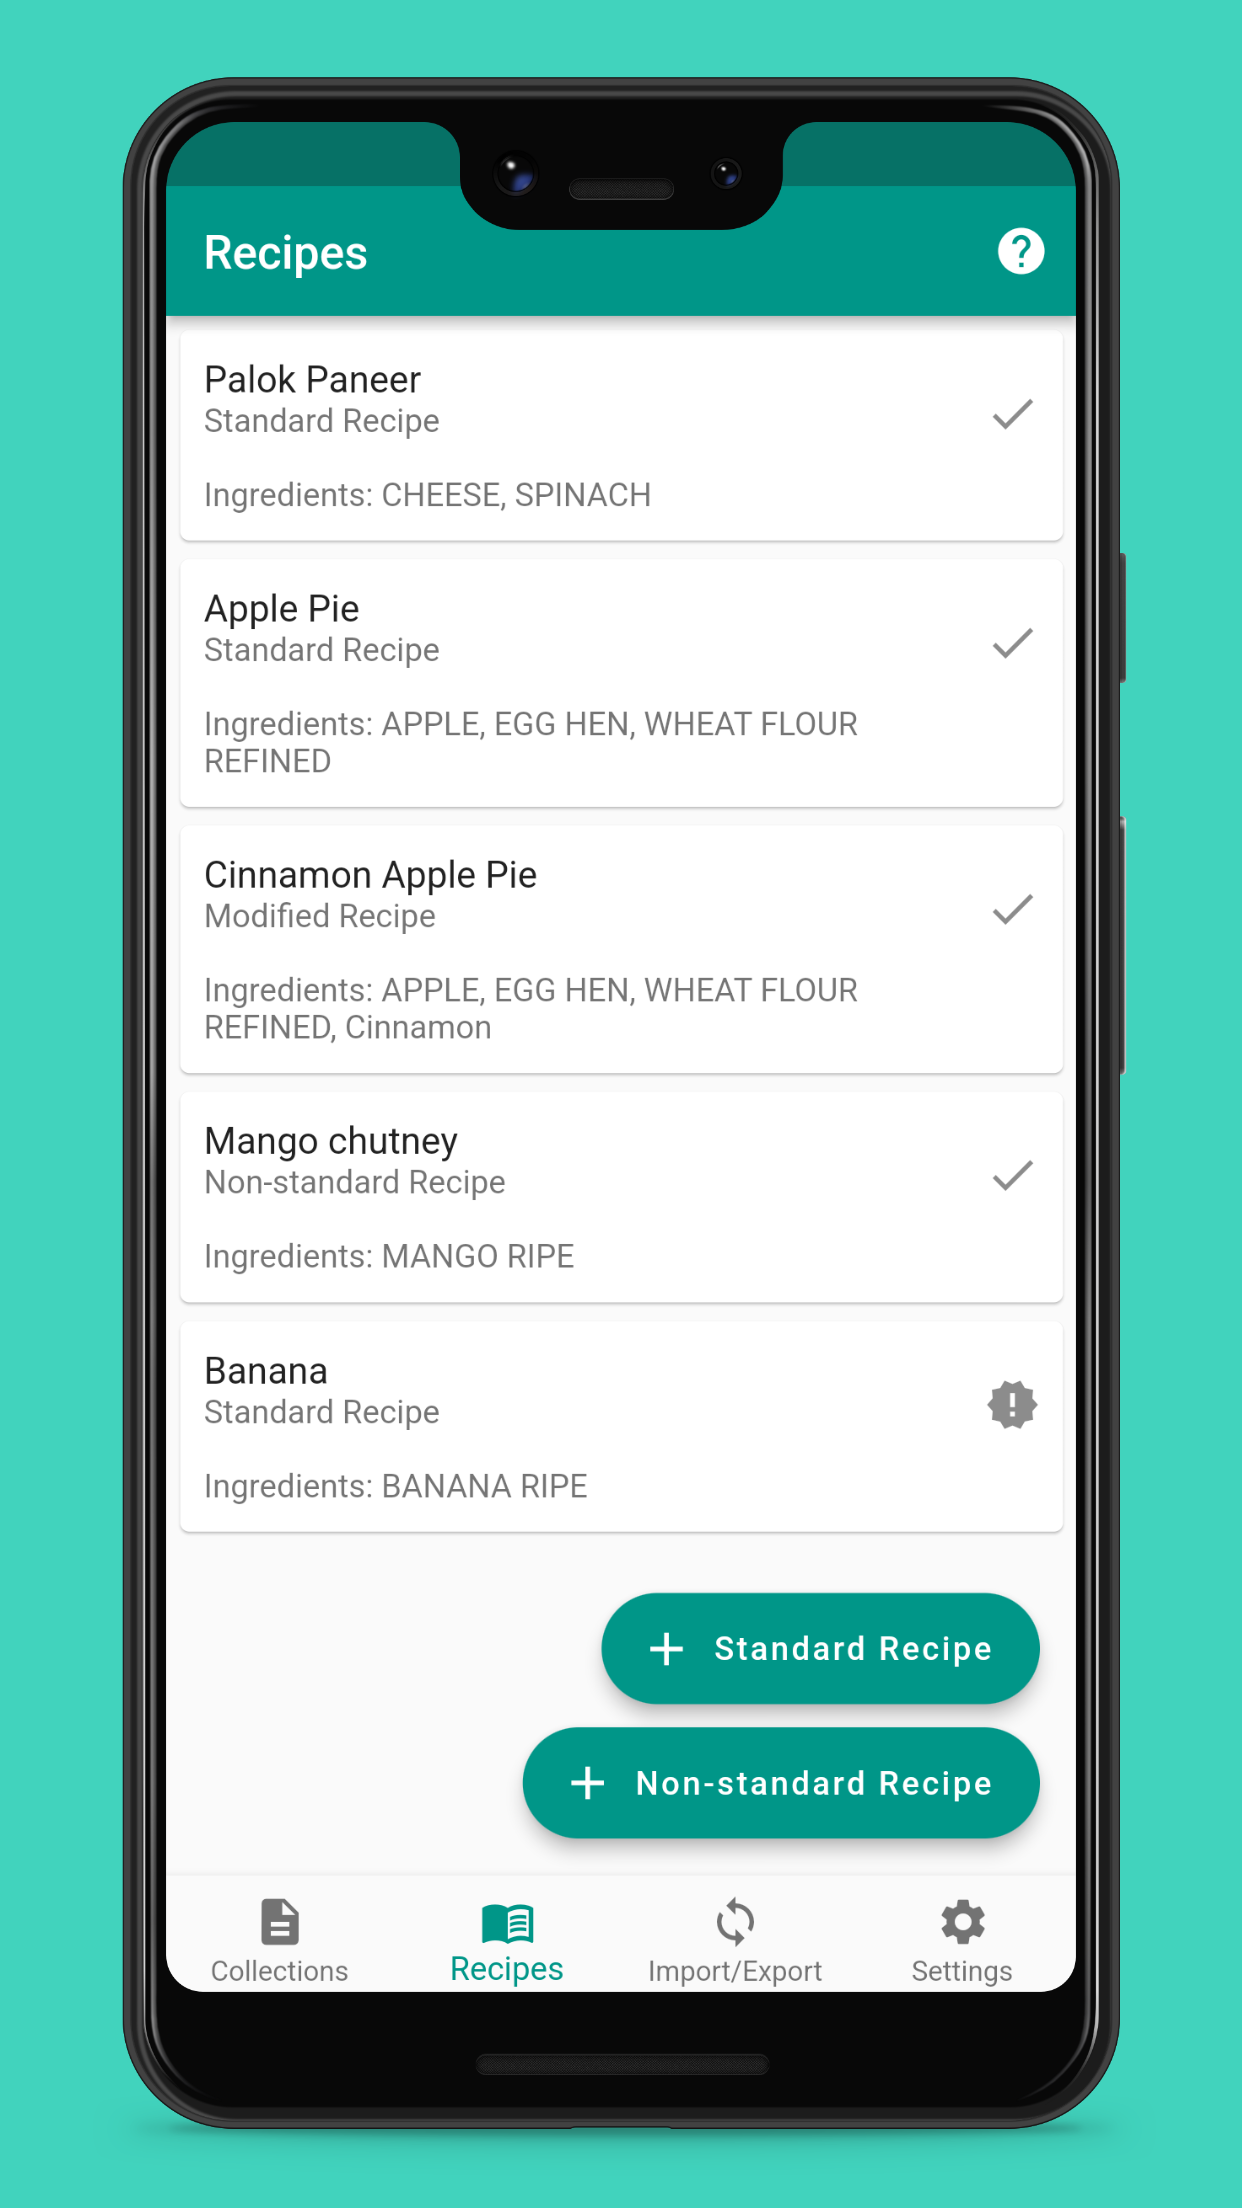 Recipes
Palok Paneer
Standard Recipe
Ingredients: CHEESE, SPINACH
Apple Pie
Standard Recipe
Ingredients: APPLE, EGG HEN, WHEAT FLOUR
REFINED
Cinnamon Apple Pie
Modified Recipe
Ingredients: APPLE, EGG HEN, WHEAT FLOUR
REFINED, Cinnamon
Mango chutney
Non-standard Recipe
Ingredients: MANGO RIPE
Banana
Standard Recipe
Ingredients: BANANA RIPE
Standard Recipe
Non-standard Recipe
Collections
Recipes
Import/Export
Settings